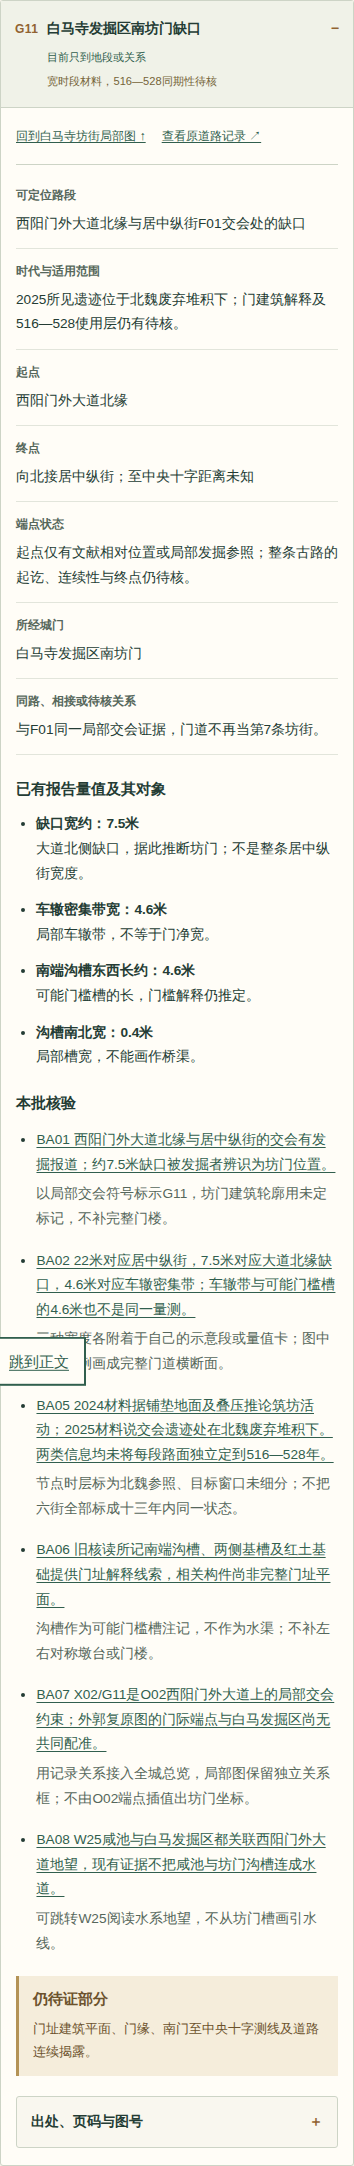 G11 白马寺发掘区南坊门缺口 −
目前只到地段或关系
宽时段材料，516—528同期性待核
回到白马寺坊街局部图 ↑ 查看原道路记录 ↗
可定位路段
西阳门外大道北缘与居中纵街F01交会处的缺口
时代与适用范围
2025所见遗迹位于北魏废弃堆积下；门建筑解释及
516—528使用层仍有待核。
起点
西阳门外大道北缘
终点
向北接居中纵街；至中央十字距离未知
端点状态
起点仅有文献相对位置或局部发掘参照；整条古路的
起讫、连续性与终点仍待核。
所经城门
白马寺发掘区南坊门
同路、相接或待核关系
与F01同一局部交会证据，门道不再当第7条坊街。
已有报告量值及其对象
• 缺口宽约：7.5米
大道北侧缺口，据此推断坊门；不是整条居中纵
街宽度。
• 车辙密集带宽：4.6米
局部车辙带，不等于门净宽。
• 南端沟槽东西长约：4.6米
可能门槛槽的长，门槛解释仍推定。
• 沟槽南北宽：0.4米
局部槽宽，不能画作桥渠。
本批核验
• BA01 西阳门外大道北缘与居中纵街的交会有发
掘报道；约7.5米缺口被发掘者辨识为坊门位置。
以局部交会符号标示G11，坊门建筑轮廓用未定
标记，不补完整门楼。
• BA02 22米对应居中纵街，7.5米对应大道北缘缺
口，4.6米对应车辙密集带；车辙带与可能门槛槽
的4.6米也不是同一量测。
三种宽度各附着于自己的示意段或量值卡；图中
跳到正文
例画成完整门道横断面。
• BA05 2024材料据铺垫地面及叠压推论筑坊活
动；2025材料说交会遗迹处在北魏废弃堆积下。
两类信息均未将每段路面独立定到516—528年。
节点时层标为北魏参照、目标窗口未细分；不把
六街全部标成十三年内同一状态。
• BA06 旧核读所记南端沟槽、两侧基槽及红土基
础提供门址解释线索，相关构件尚非完整门址平
面。
沟槽作为可能门槛槽注记，不作为水渠；不补左
右对称墩台或门楼。
• BA07 X02/G11是O02西阳门外大道上的局部交会
约束；外郭复原图的门际端点与白马发掘区尚无
共同配准。
用记录关系接入全城总览，局部图保留独立关系
框；不由O02端点插值出坊门坐标。
• BA08 W25咸池与白马发掘区都关联西阳门外大
道地望，现有证据不把咸池与坊门沟槽连成水
道。
可跳转W25阅读水系地望，不从坊门槽画引水
线。
仍待证部分
门址建筑平面、门缘、南门至中央十字测线及道路
连续揭露。
出处、页码与图号 +